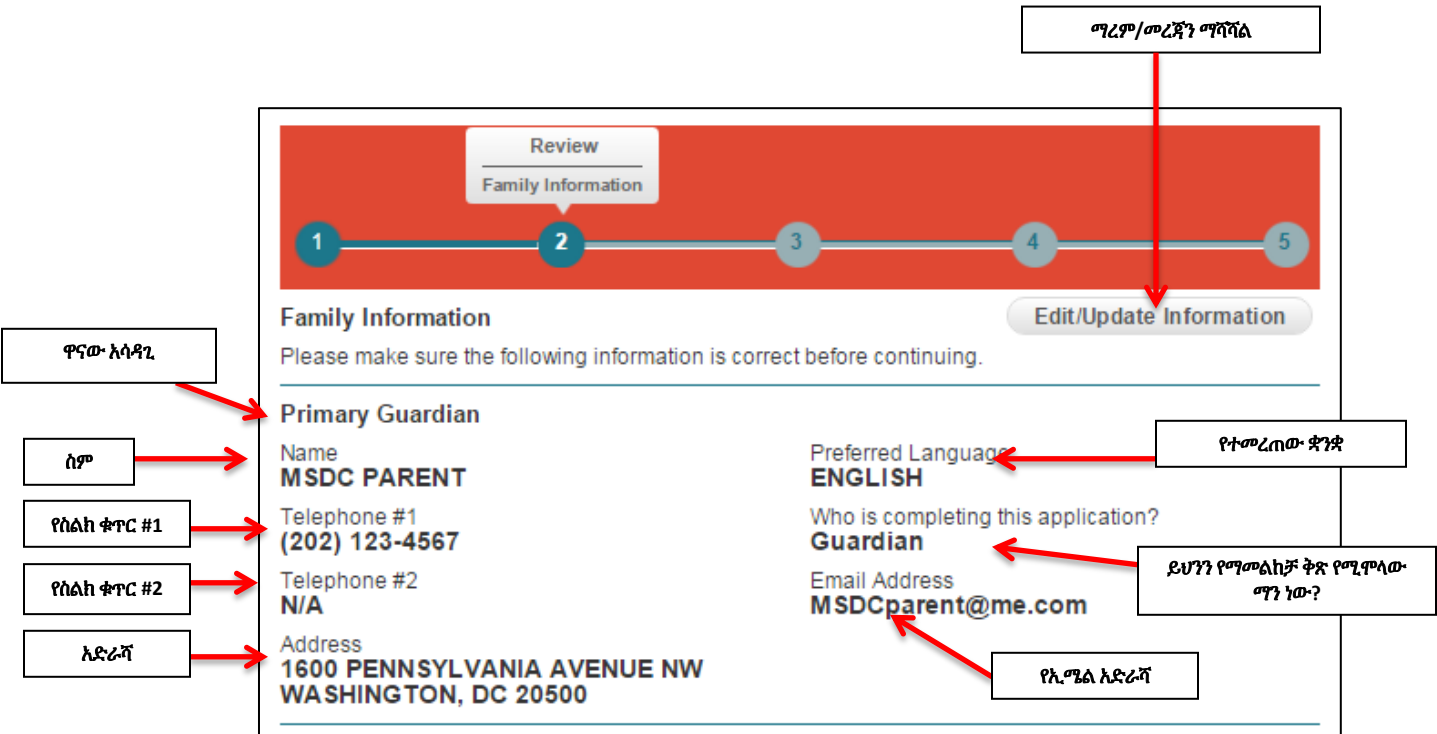 ማረም/መረጃን ማሻሻል
Review
Family Information
1
2
3
4
5
Family Information
Edit/Update Information
ዋናው አሳዳጊ
Please make sure the following information is correct before continuing.
Primary Guardian
ስም
Name
MSDC PARENT
Preferred Language
ENGLISH
የተመረጠው ቋንቋ
የስልክ ቁጥር #1
Telephone #1
(202) 123-4567
Who is completing this application?
Guardian
ይህንን የማመልከቻ ቅጽ የሚሞላው
ማን ነው?
የስልክ ቁጥር #2
Telephone #2
N/A
Email Address
MSDCparent@me.com
አድራሻ
Address
1600 PENNSYLVANIA AVENUE NW
WASHINGTON, DC 20500
የኢሜል አድራሻ